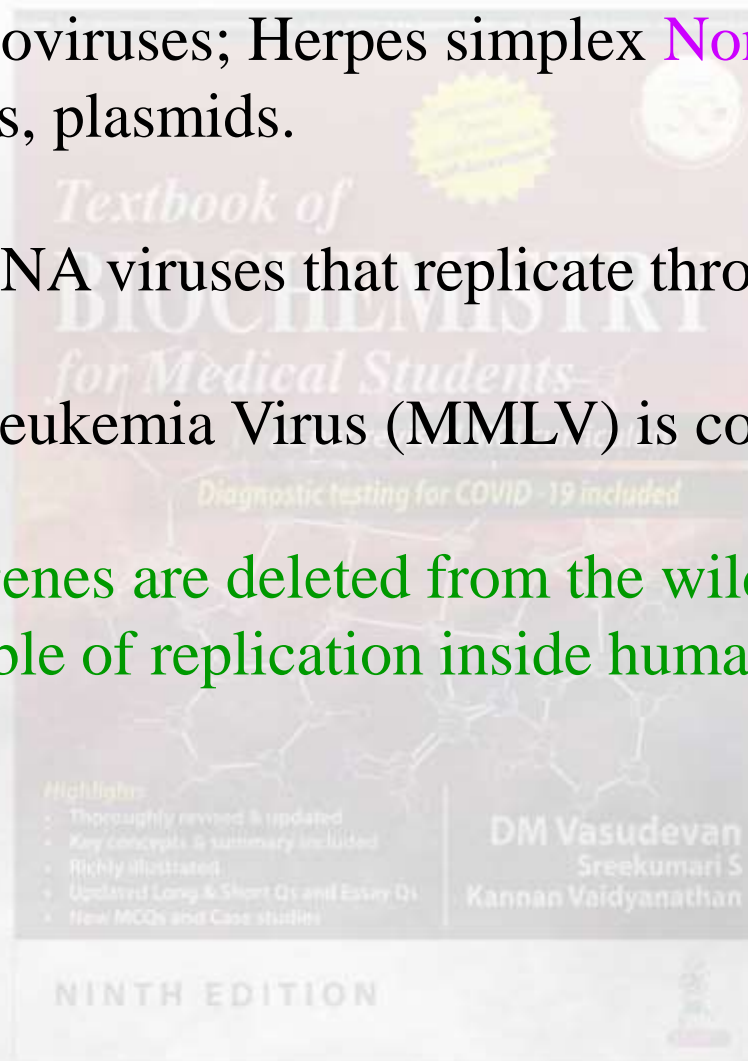 oviruses; Herpes simplex Nor
s, plasmids.
Textbook of
NA viruses that replicate thro
BIOCHEMISTRY
for Medical Students
eukemia Virus (MMLV) is co
Diagnostic testing for COVID-19 included
enes are deleted from the wild
ble of replication inside huma
Highlights
• Thoroughly revised & updated
• Key concepts & summary included
• Richly illustrated
• Updated Long & Short Qs and Essay Qs
• New MCQs and Case studies
DM Vasudevan
Sreekumari S
Kannan Vaidyanathan
NINTH EDITION